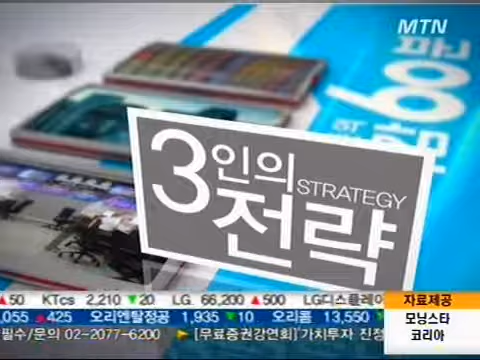 MTN
60
3인의
STRATEGY
전략
▲50 KTcs 2,210 ▼20 LG 66,200 ▲500 LG디스플레이
자료제공
.055 ▲425 오리엔탈정공 1,935 ▼10 오리콤 13,550
모닝스타
코리아
필수/문의 02-2077-6200 ▶ [무료증권강연회]'가치투자 진정